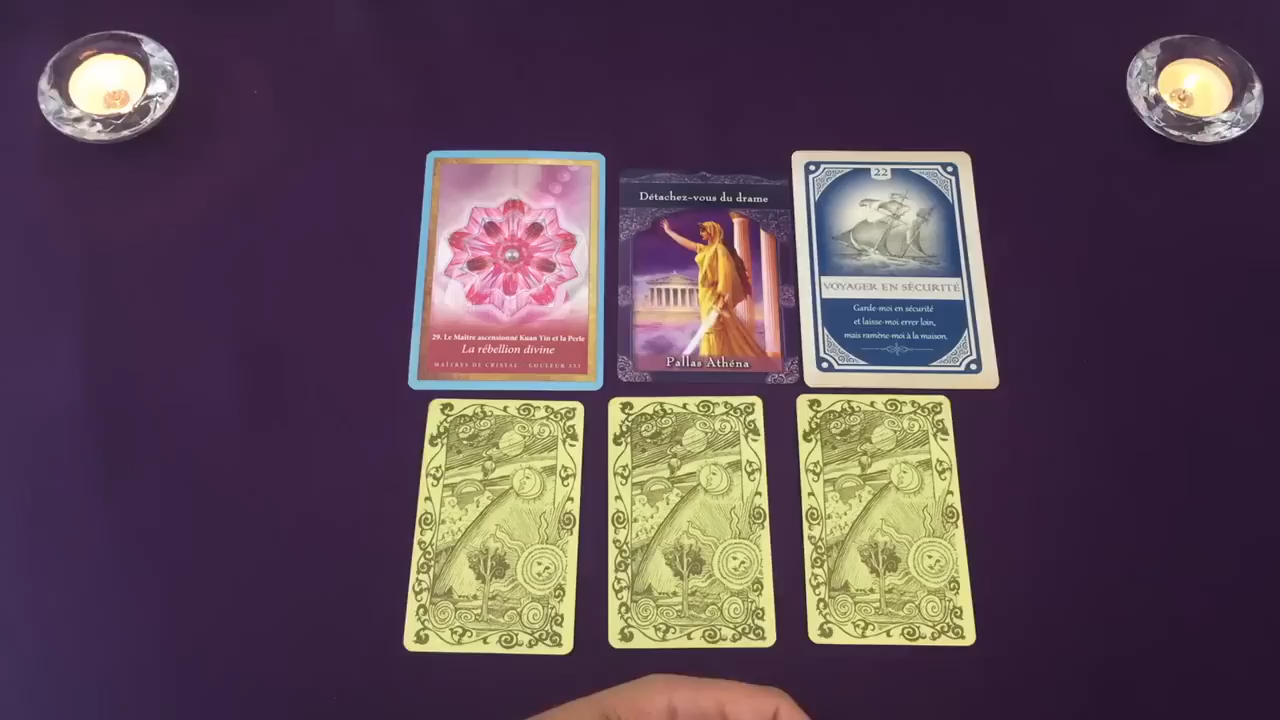 29. Le Maître ascensionné Kuan Yin et la Perle
La rébellion divine
MAÎTRES DE CRISTAL COULEUR 333
Détachez-vous du drame
Pallas Athéna
22
VOYAGER EN SÉCURITÉ
Garde-moi en sécurité
et laisse-moi errer loin,
mais ramène-moi à la maison.